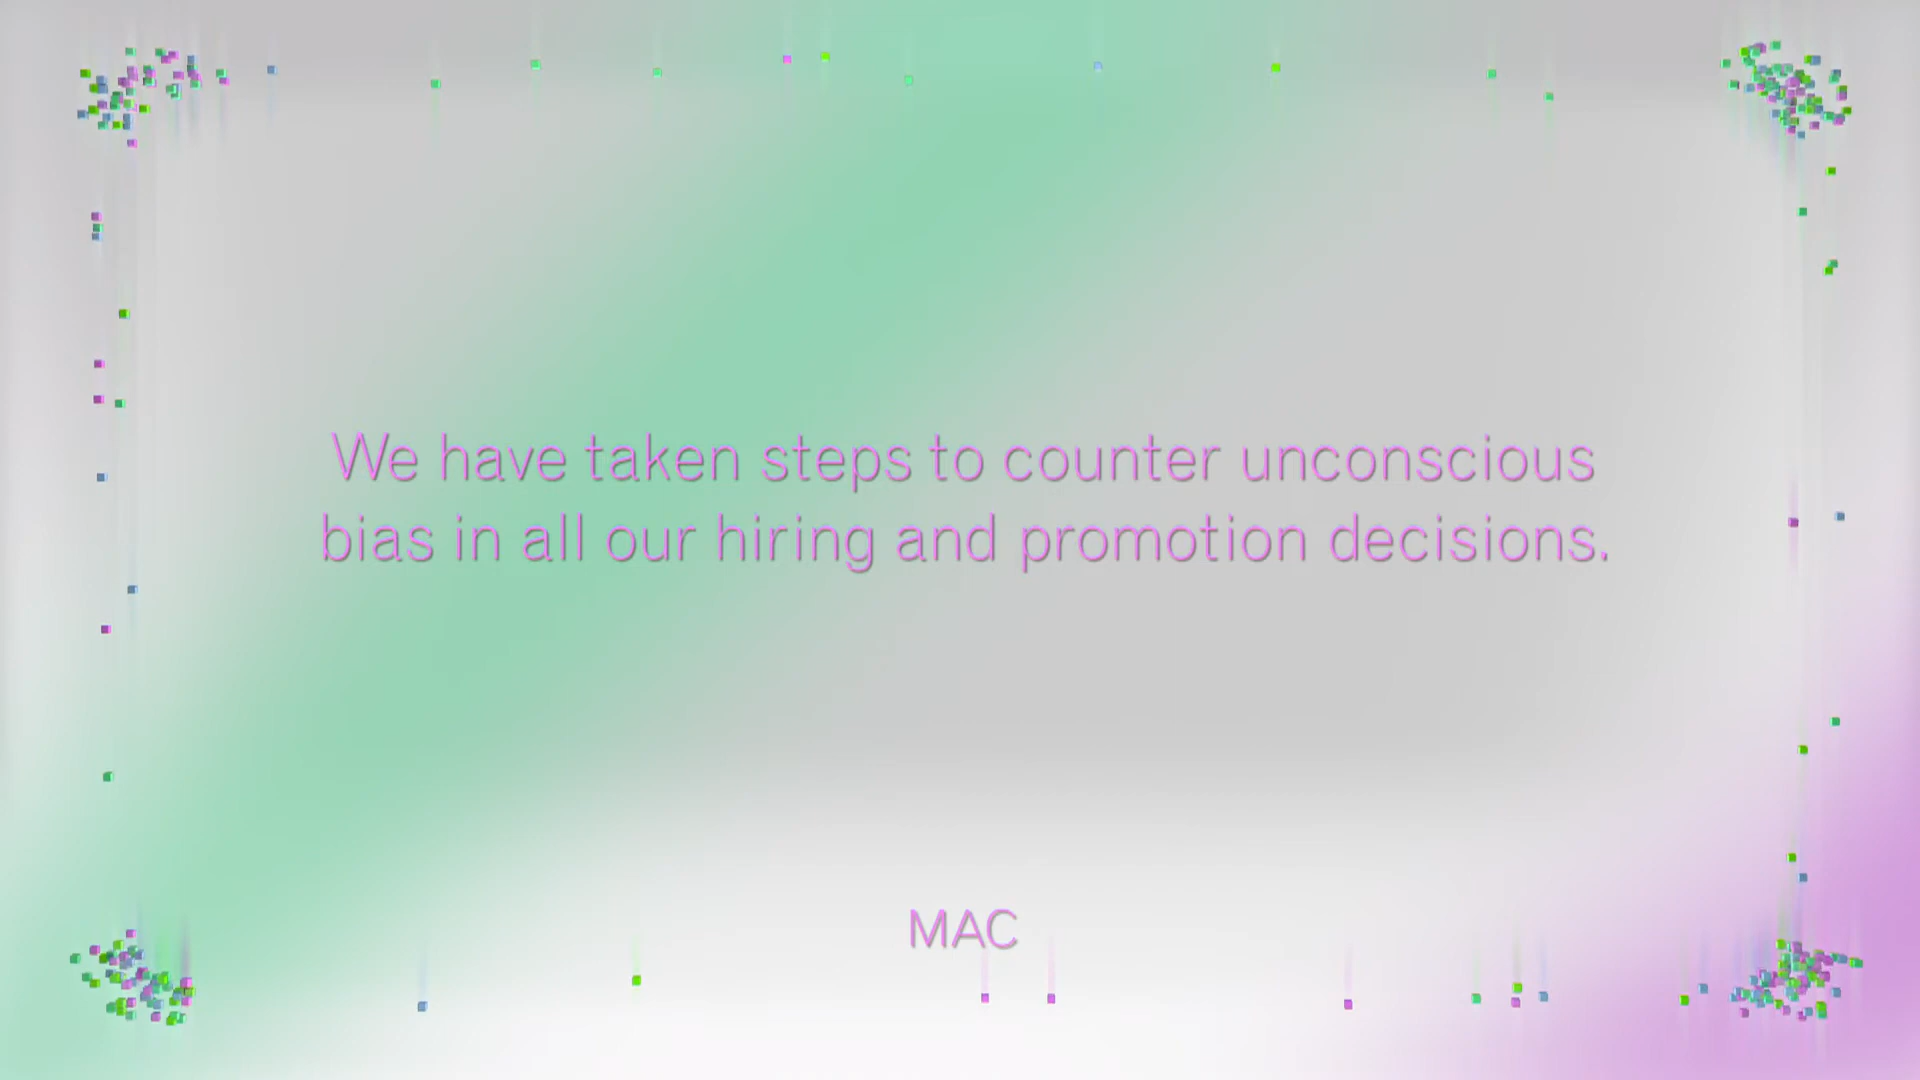 We have taken steps to counter unconscious
bias in all our hiring and promotion decisions.
MAC